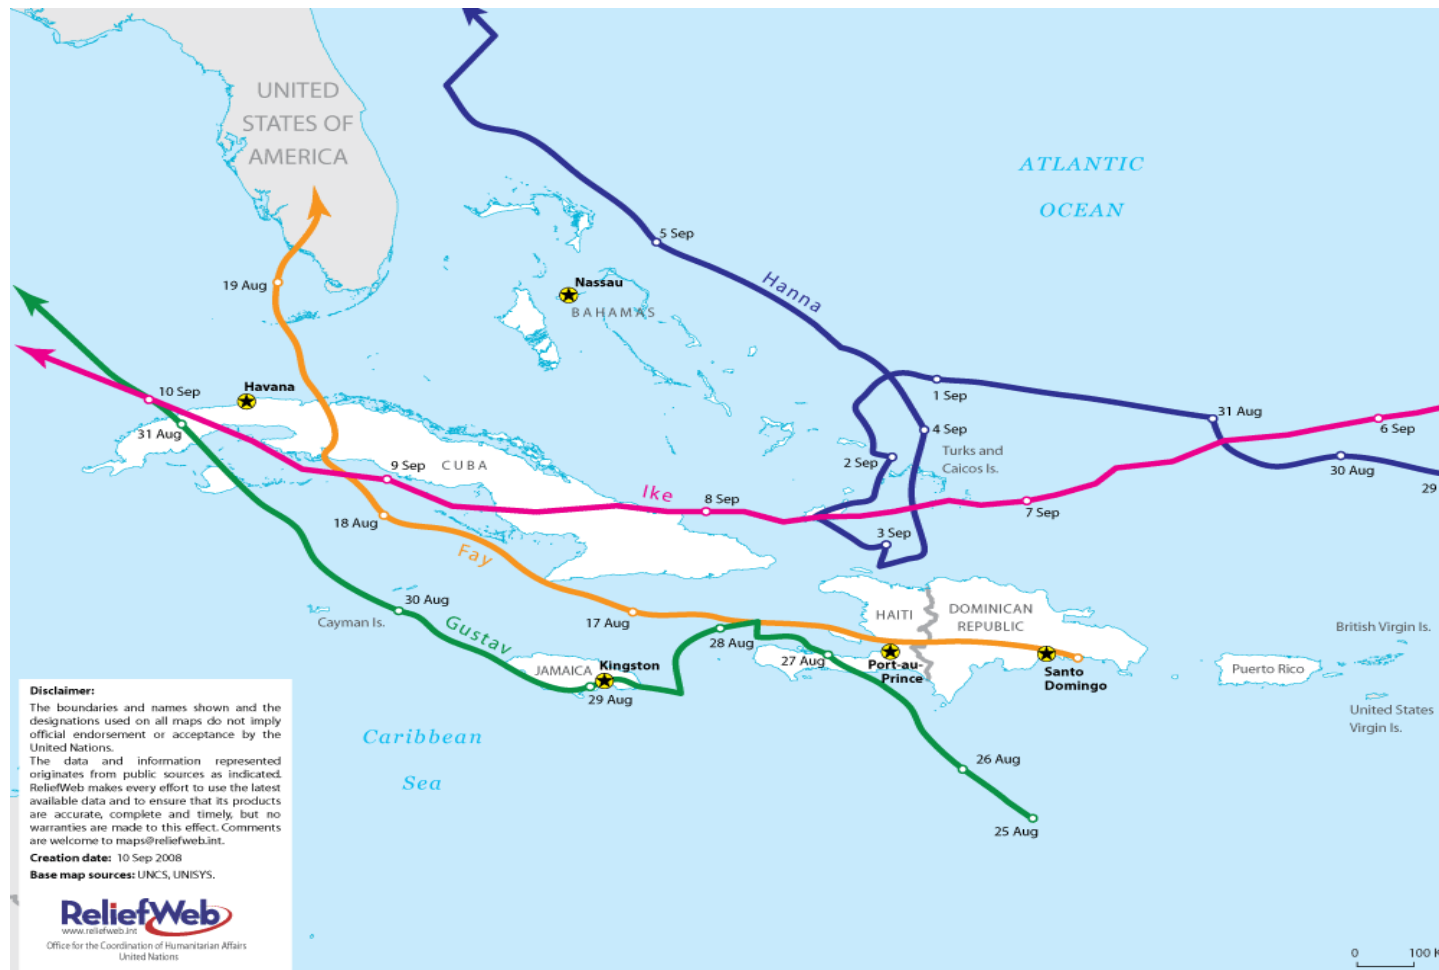 UNITED
STATES OF
AMERICA
ATLANTIC
OCEAN
5 Sep
Hanna
19 Aug
Nassau
BAHAMAS
10 Sep
Havana
31 Aug
1 Sep
31 Aug
6 Sep
4 Sep
Turks and
Caicos Is.
2 Sep
30 Aug
29
9 Sep
CUBA
Ike
8 Sep
7 Sep
18 Aug
3 Sep
Fay
30 Aug
Cayman Is.
Gustav
17 Aug
28 Aug
HAITI
DOMINICAN
REPUBLIC
British Virgin Is.
27 Aug
Port-au-
Prince
Santo
Domingo
Puerto Rico
JAMAICA
Kingston
29 Aug
United States
Virgin Is.
Caribbean
Sea
26 Aug
25 Aug
Disclaimer:
The boundaries and names shown and the
designations used on all maps do not imply
official endorsement or acceptance by the
United Nations.
The data and information represented
originates from public sources as indicated.
ReliefWeb makes every effort to use the latest
available data and to ensure that its products
are accurate, complete and timely, but no
warranties are made to this effect. Comments
are welcome to maps@reliefweb.int.
Creation date: 10 Sep 2008
Base map sources: UNCS, UNISYS.
ReliefWeb
www.reliefweb.int
Office for the Coordination of Humanitarian Affairs
United Nations
0 100 K